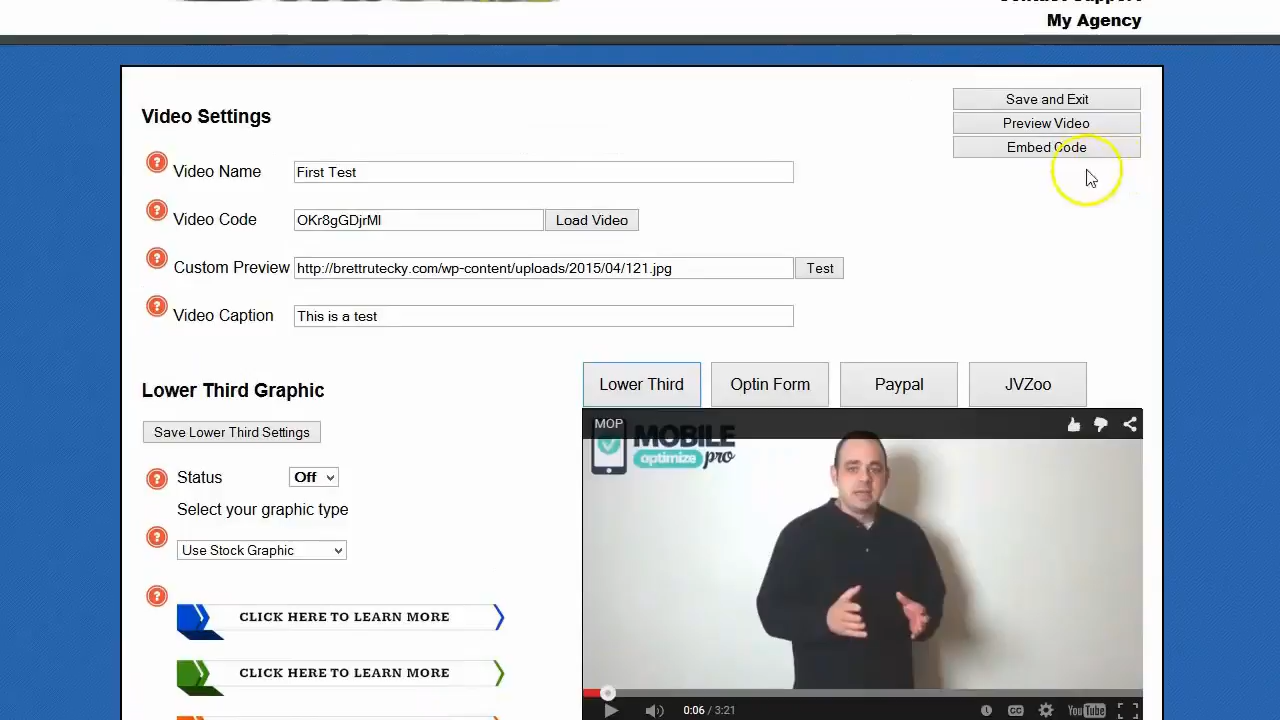 Contact Support
My Agency
Video Settings
Save and Exit
Preview Video
Embed Code
? Video Name First Test
? Video Code OKr8gGDjrMI Load Video
? Custom Preview http://brettrutecky.com/wp-content/uploads/2015/04/121.jpg Test
? Video Caption This is a test
Lower Third Optin Form Paypal JVZoo
Lower Third Graphic
Save Lower Third Settings
MOP
MOBILE
optimize pro
? Status Off
Select your graphic type
? Use Stock Graphic
?
CLICK HERE TO LEARN MORE
CLICK HERE TO LEARN MORE
0:06 / 3:21 CC YouTube